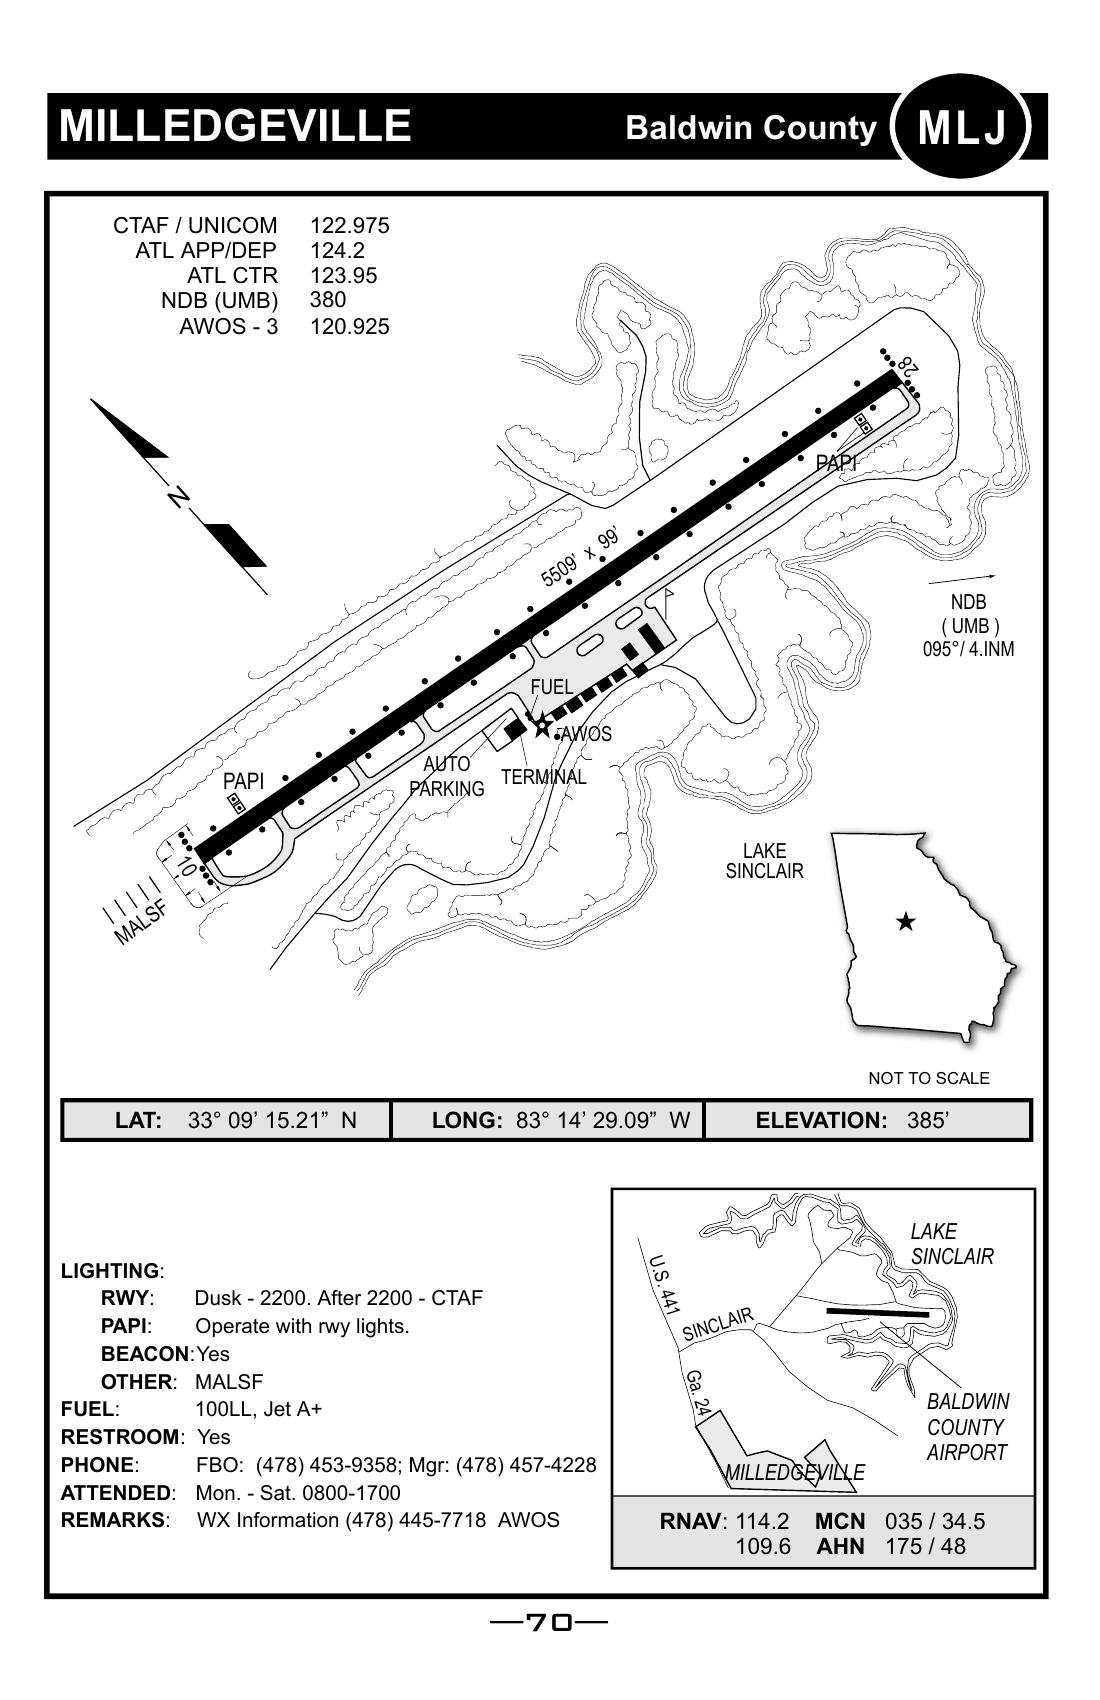 MILLEDGEVILLE Baldwin County MLJ
CTAF / UNICOM 122.975
ATL APP/DEP 124.2
ATL CTR 123.95
NDB (UMB) 380
AWOS - 3 120.925
N
28
PAPI
5509’ x 99’
NDB
( UMB )
095°/ 4.INM
FUEL
AWOS
AUTO
PARKING
TERMINAL
PAPI
10
MALSF
LAKE
SINCLAIR
NOT TO SCALE
LAT: 33° 09’ 15.21” N LONG: 83° 14’ 29.09” W ELEVATION: 385’
LIGHTING:
RWY: Dusk - 2200. After 2200 - CTAF
PAPI: Operate with rwy lights.
BEACON:Yes
OTHER: MALSF
FUEL: 100LL, Jet A+
RESTROOM: Yes
PHONE: FBO: (478) 453-9358; Mgr: (478) 457-4228
ATTENDED: Mon. - Sat. 0800-1700
REMARKS: WX Information (478) 445-7718 AWOS
LAKE
SINCLAIR
U.S. 441
SINCLAIR
Ga. 24
BALDWIN
COUNTY
AIRPORT
MILLEDGEVILLE
RNAV: 114.2 MCN 035 / 34.5
109.6 AHN 175 / 48
70